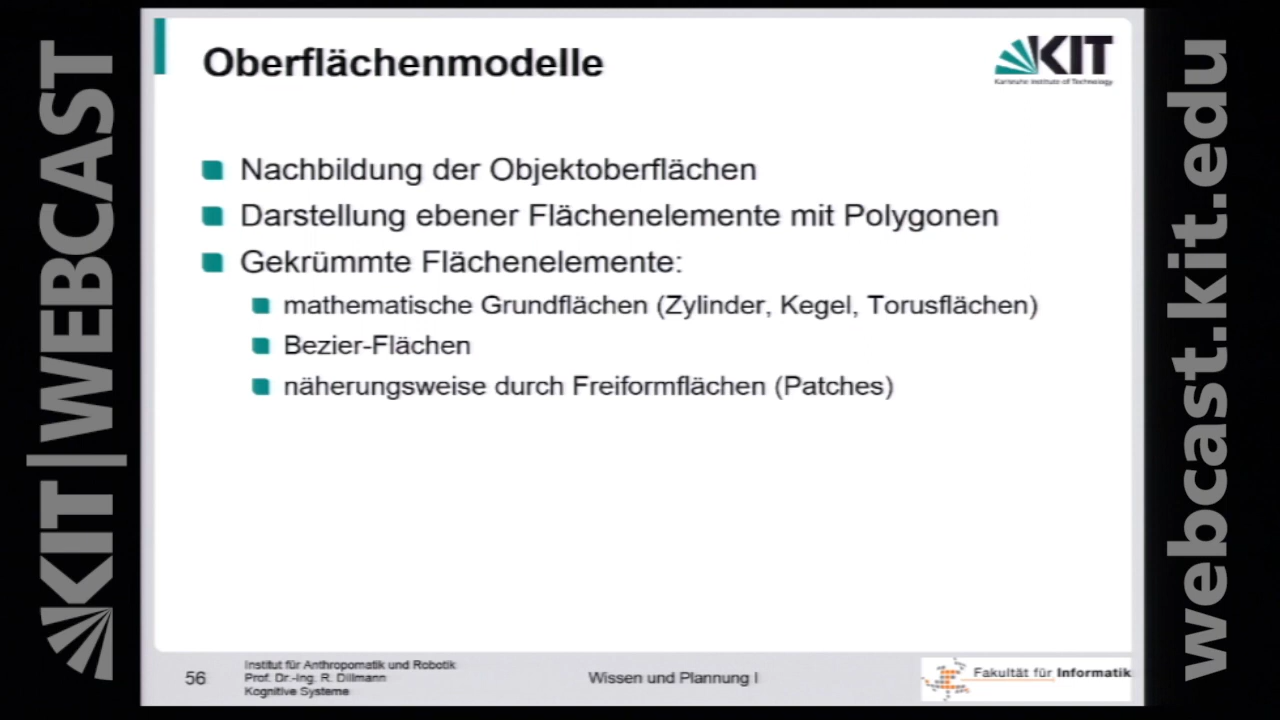 KIT|WEBCAST
Oberflächenmodelle
KIT
Karlsruhe Institute of Technology
Nachbildung der Objektoberflächen
Darstellung ebener Flächenelemente mit Polygonen
Gekrümmte Flächenelemente:
mathematische Grundflächen (Zylinder, Kegel, Torusflächen)
Bezier-Flächen
näherungsweise durch Freiformflächen (Patches)
56
Institut für Anthropomatik und Robotik
Prof. Dr.-Ing. R. Dillmann
Kognitive Systeme
Wissen und Plannung I
Fakultät für Informatik
webcast.kit.edu